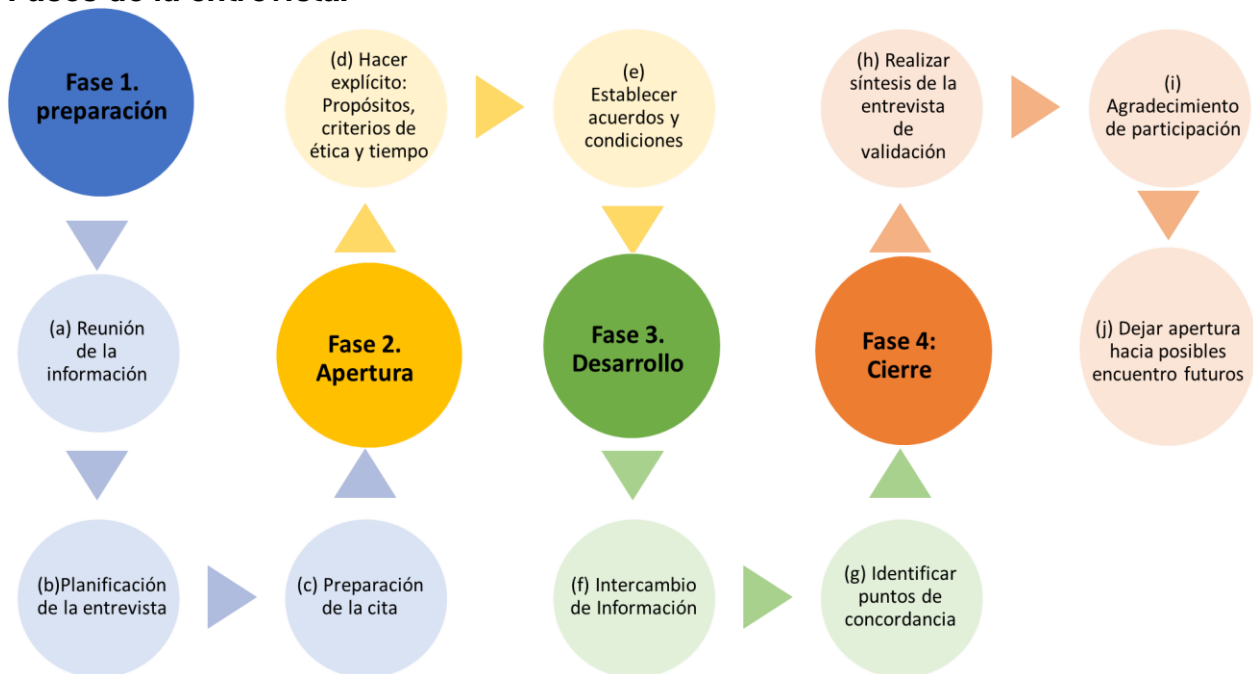 Fase 1.
preparación
(a) Reunión
de la
información
(b)Planificación
de la entrevista
(c) Preparación
de la cita
Fase 2.
Apertura
(d) Hacer
explícito:
Propósitos,
criterios de
ética y tiempo
(e)
Establecer
acuerdos y
condiciones
Fase 3.
Desarrollo
(f) Intercambio
de Información
(g) Identificar
puntos de
concordancia
Fase 4:
Cierre
(h) Realizar
síntesis de la
entrevista
de
validación
(i)
Agradecimiento
de participación
(j) Dejar apertura
hacia posibles
encuentro futuros